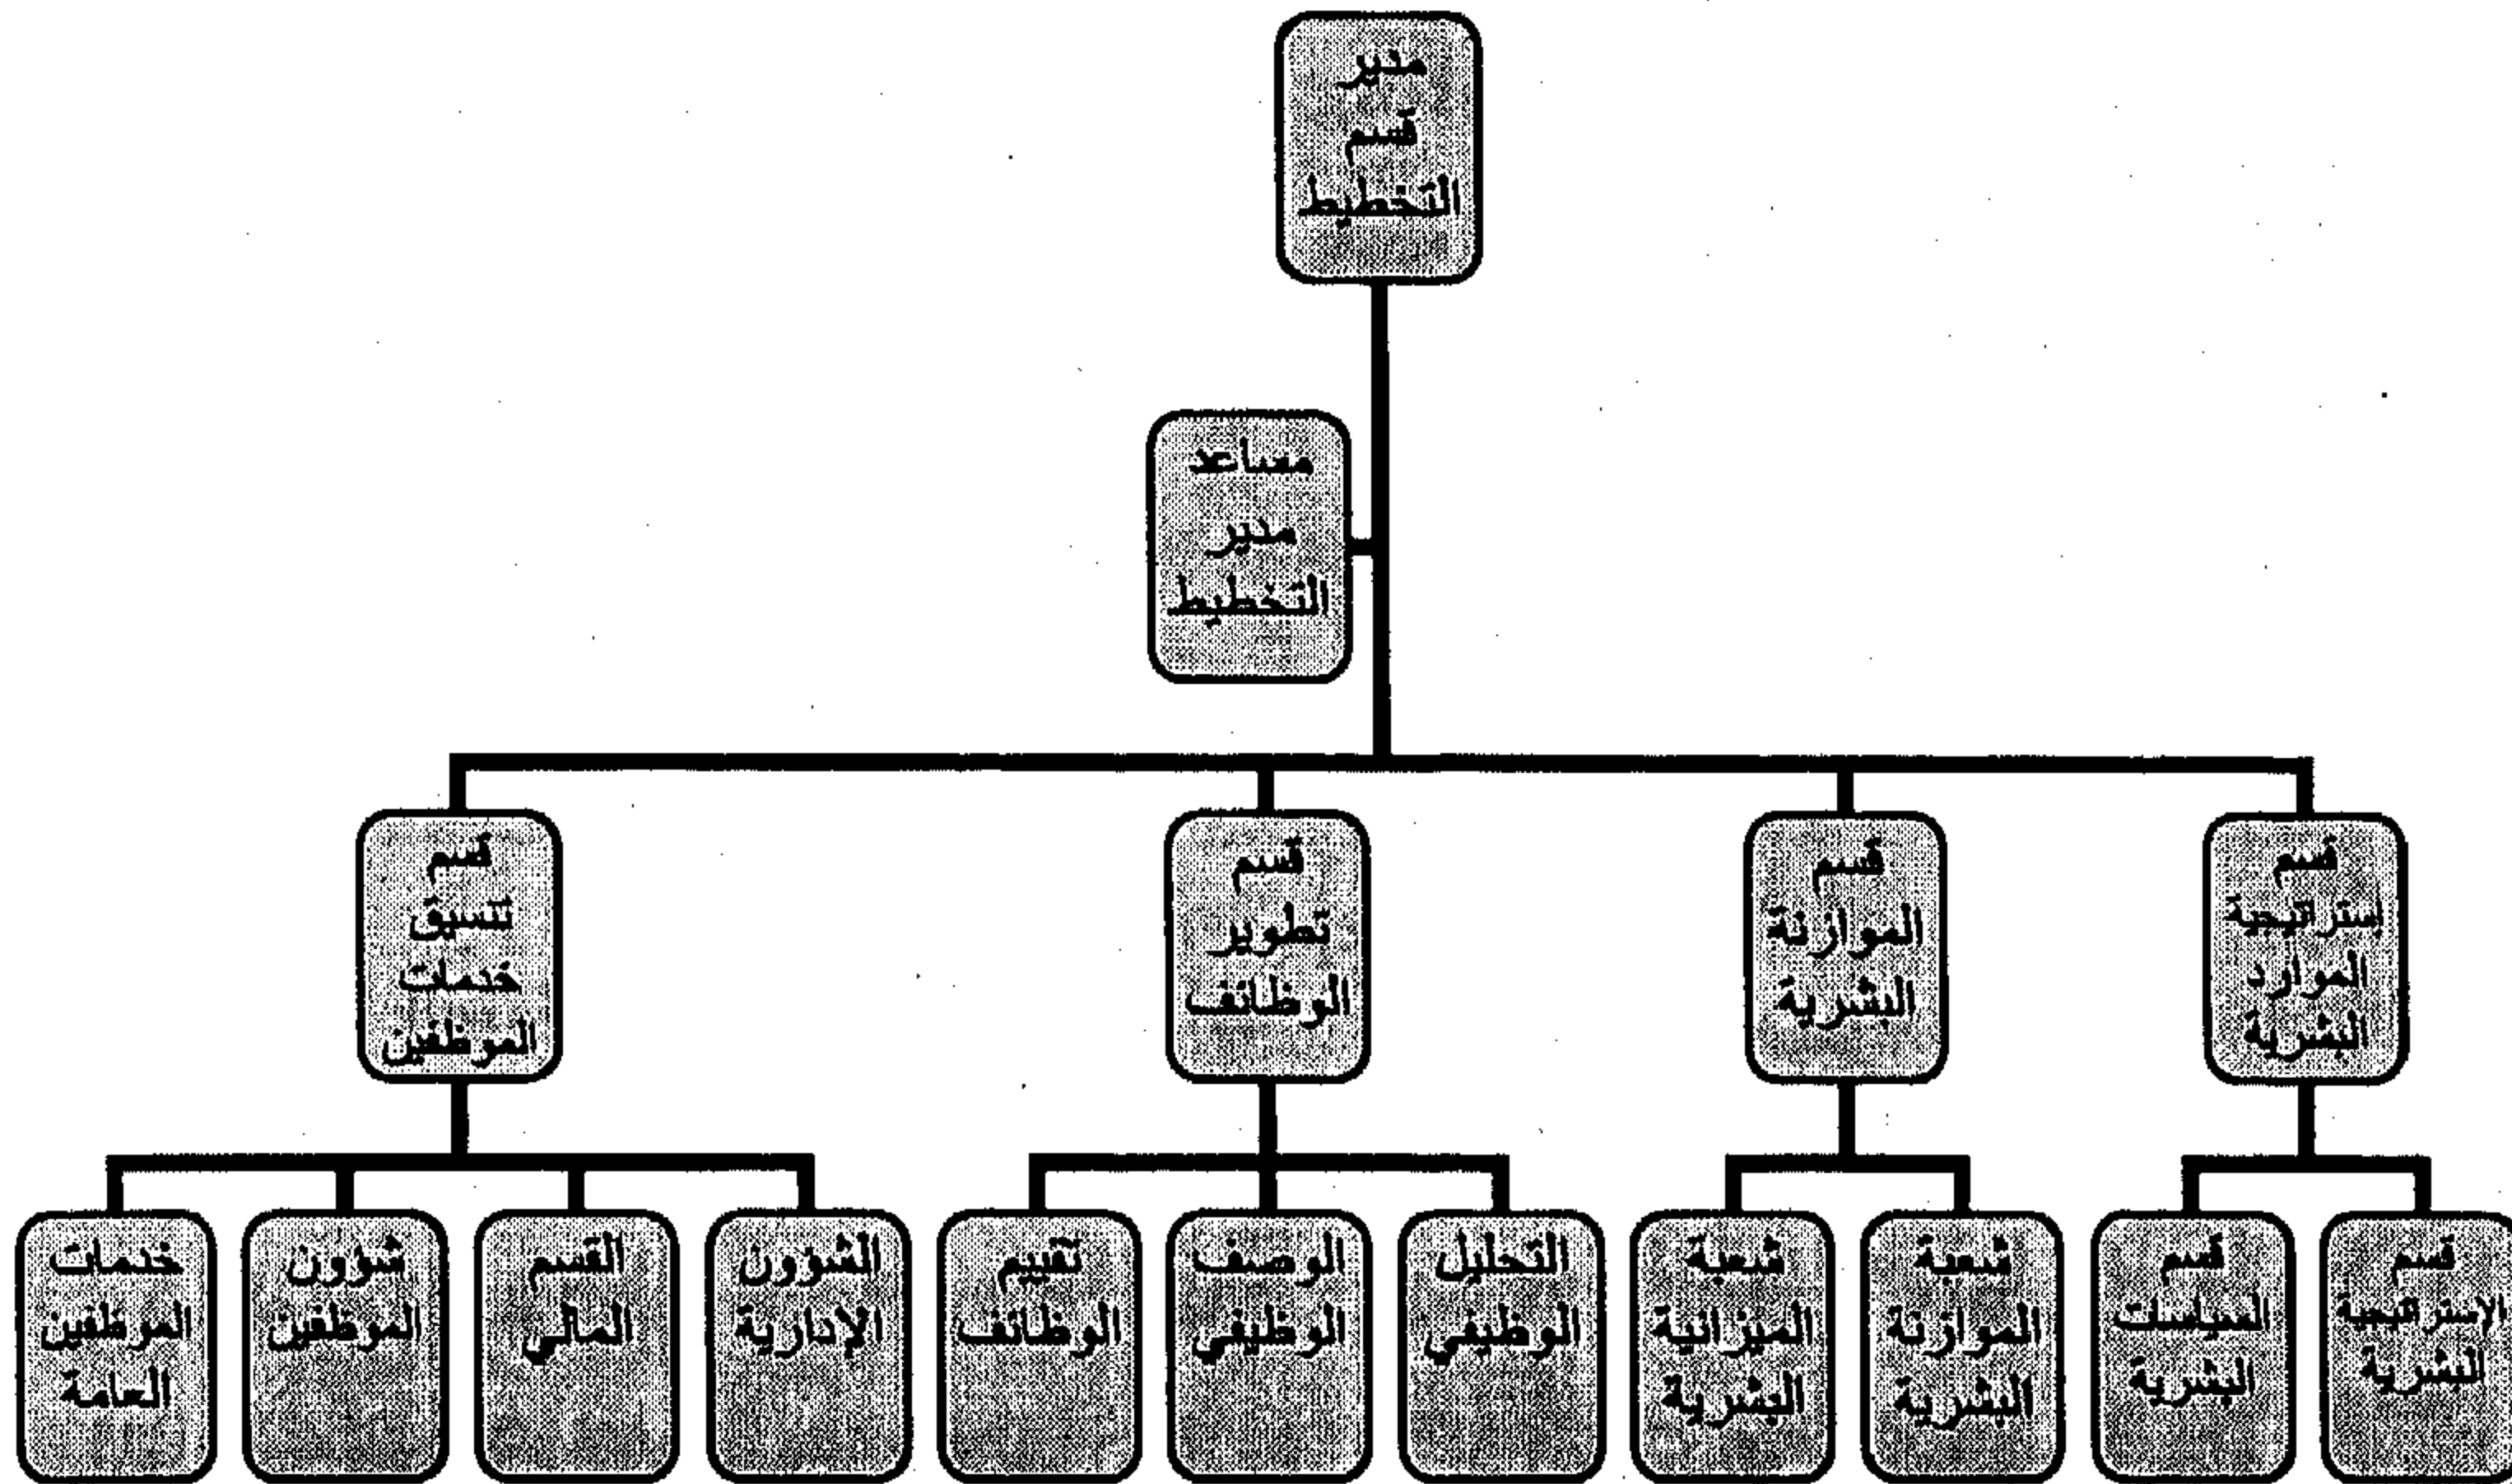 مدير
قسم
التخطيط
مساعد
مدير
التخطيط
قسم
إستراتيجية
الموارد
البشرية
قسم
الموازنة
البشرية
قسم
تطوير
الوظائف
قسم
تنسيق
خدمات
الموظفين
قسم
الإستراتيجية
البشرية
قسم
السياسات
البشرية
شعبة
الموازنة
البشرية
شعبة
الميزانية
البشرية
التحليل
الوظيفي
الوصف
الوظيفي
تقييم
الوظائف
الشؤون
الإدارية
القسم
المالي
شؤون
الموظفين
خدمات
الموظفين
العامة